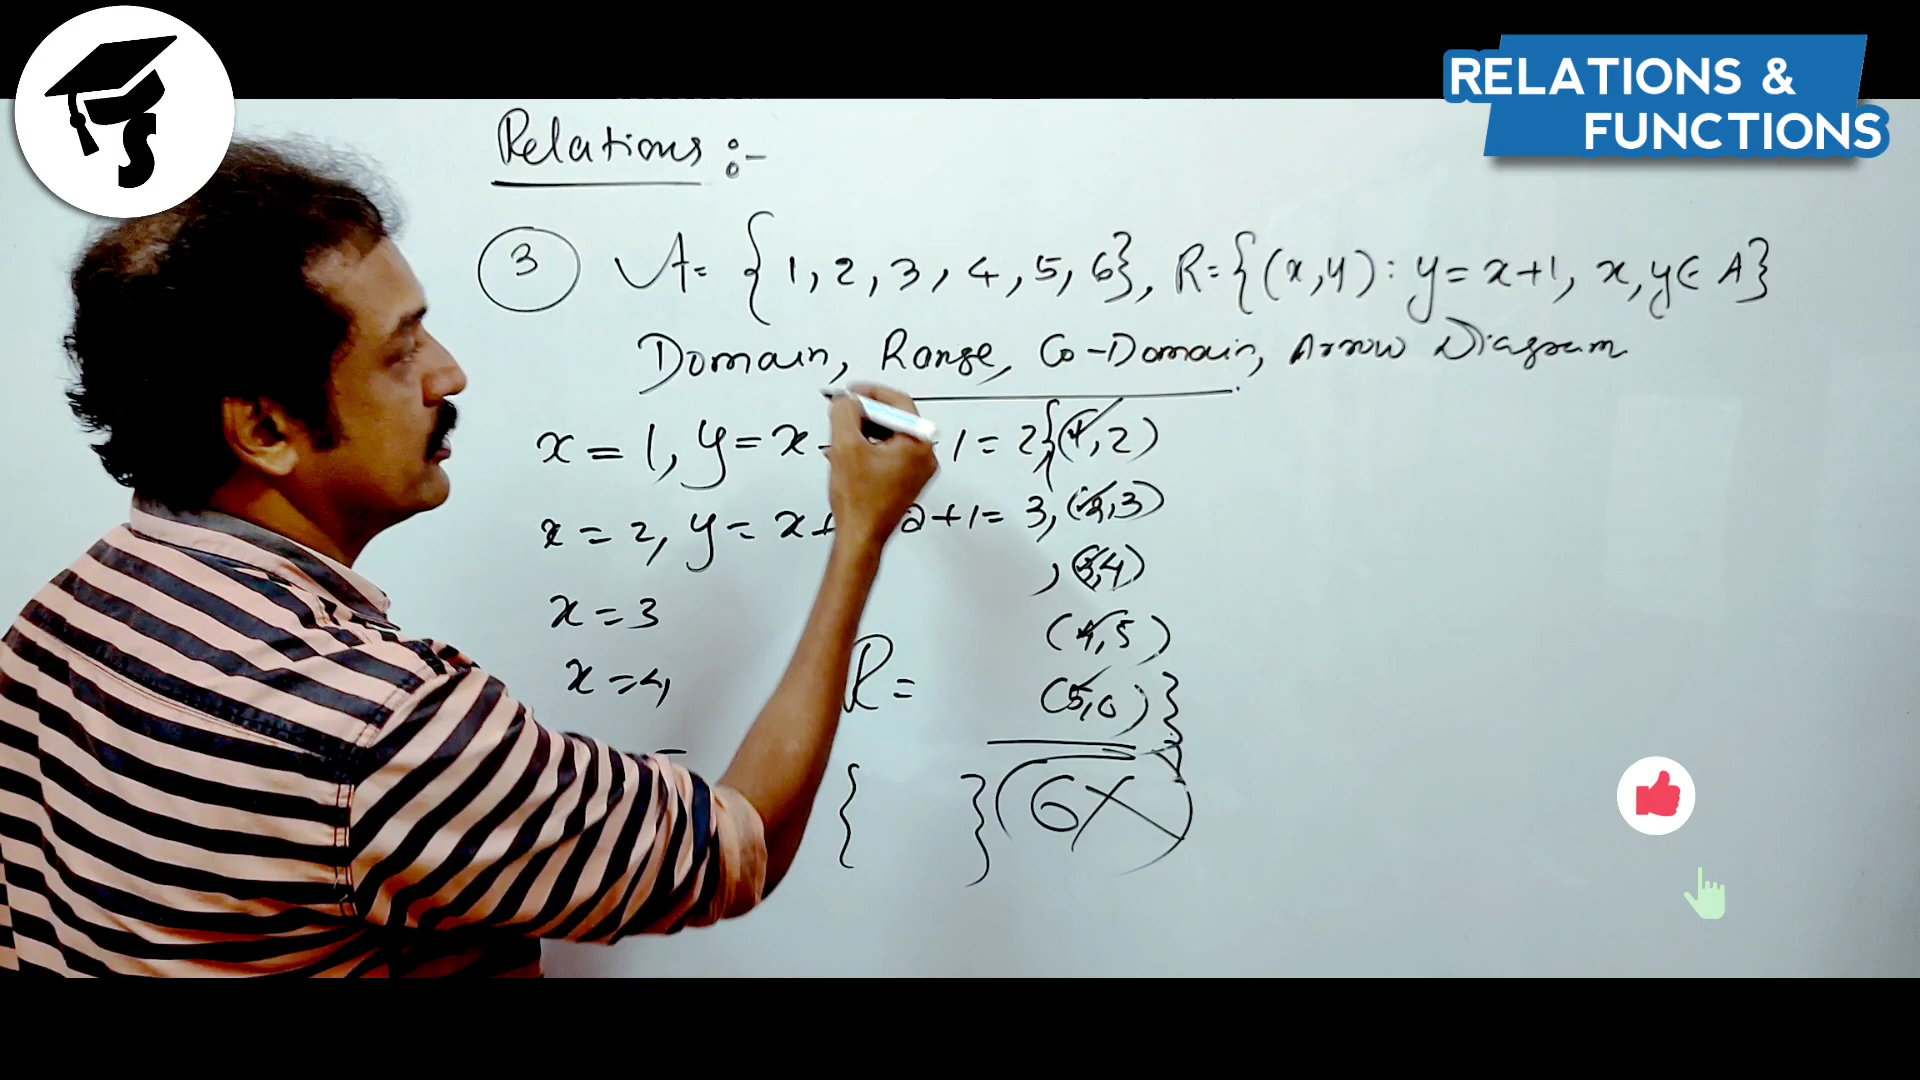 RELATIONS &
FUNCTIONS
Relations :-
3 A= {1, 2, 3, 4, 5, 6}, R={(x,y): y= x+1, x,y∈ A}
Domain, Range, Co-Domain, Arrow Diagram
x = 1, y=x 1= 2,{(1,2)
x = 2, y= x+ 2+1= 3, (2,3)
x=3 , (3,4)
(4,5)
x=4, R= (5,6)}
{ } (6